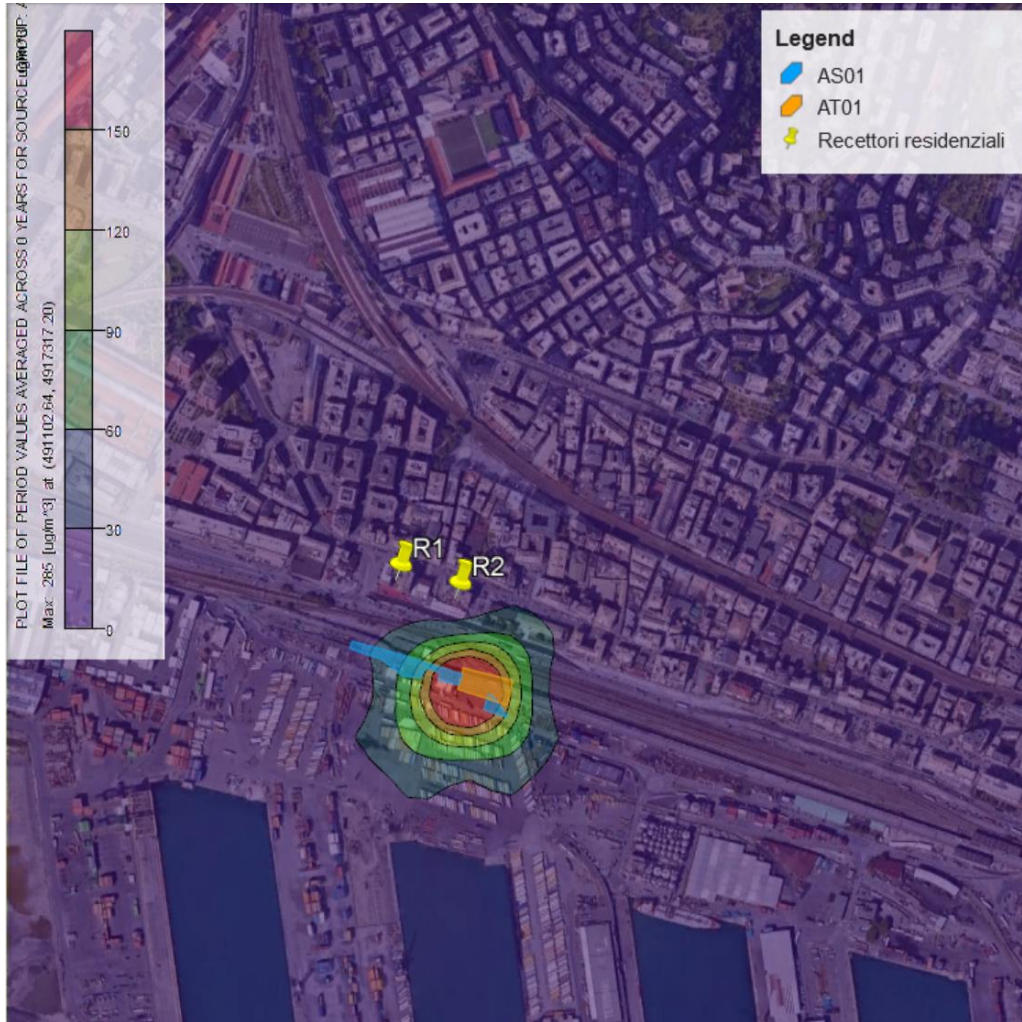 Legend
AS01
AT01
Recettori residenziali
PLOT FILE OF PERIOD VALUES AVERAGED ACROSS 0 YEARS FOR SOURCE GROUP: A
Max: 285 [ug/m^3] at (491102.64, 4917317.20)
150
120
90
60
30
0
R1
R2